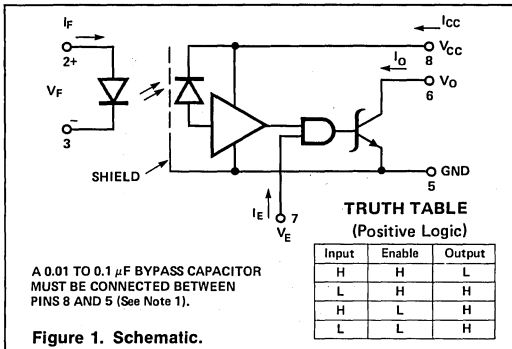 IF
ICC
2+
VCC
8
IO
VO
6
VF
–
3
SHIELD
GND
5
IE
7
VE
TRUTH TABLE
(Positive Logic)
Input Enable Output
H H L
L H H
H L H
L L H
A 0.01 TO 0.1 µF BYPASS CAPACITOR
MUST BE CONNECTED BETWEEN
PINS 8 AND 5 (See Note 1).
Figure 1. Schematic.